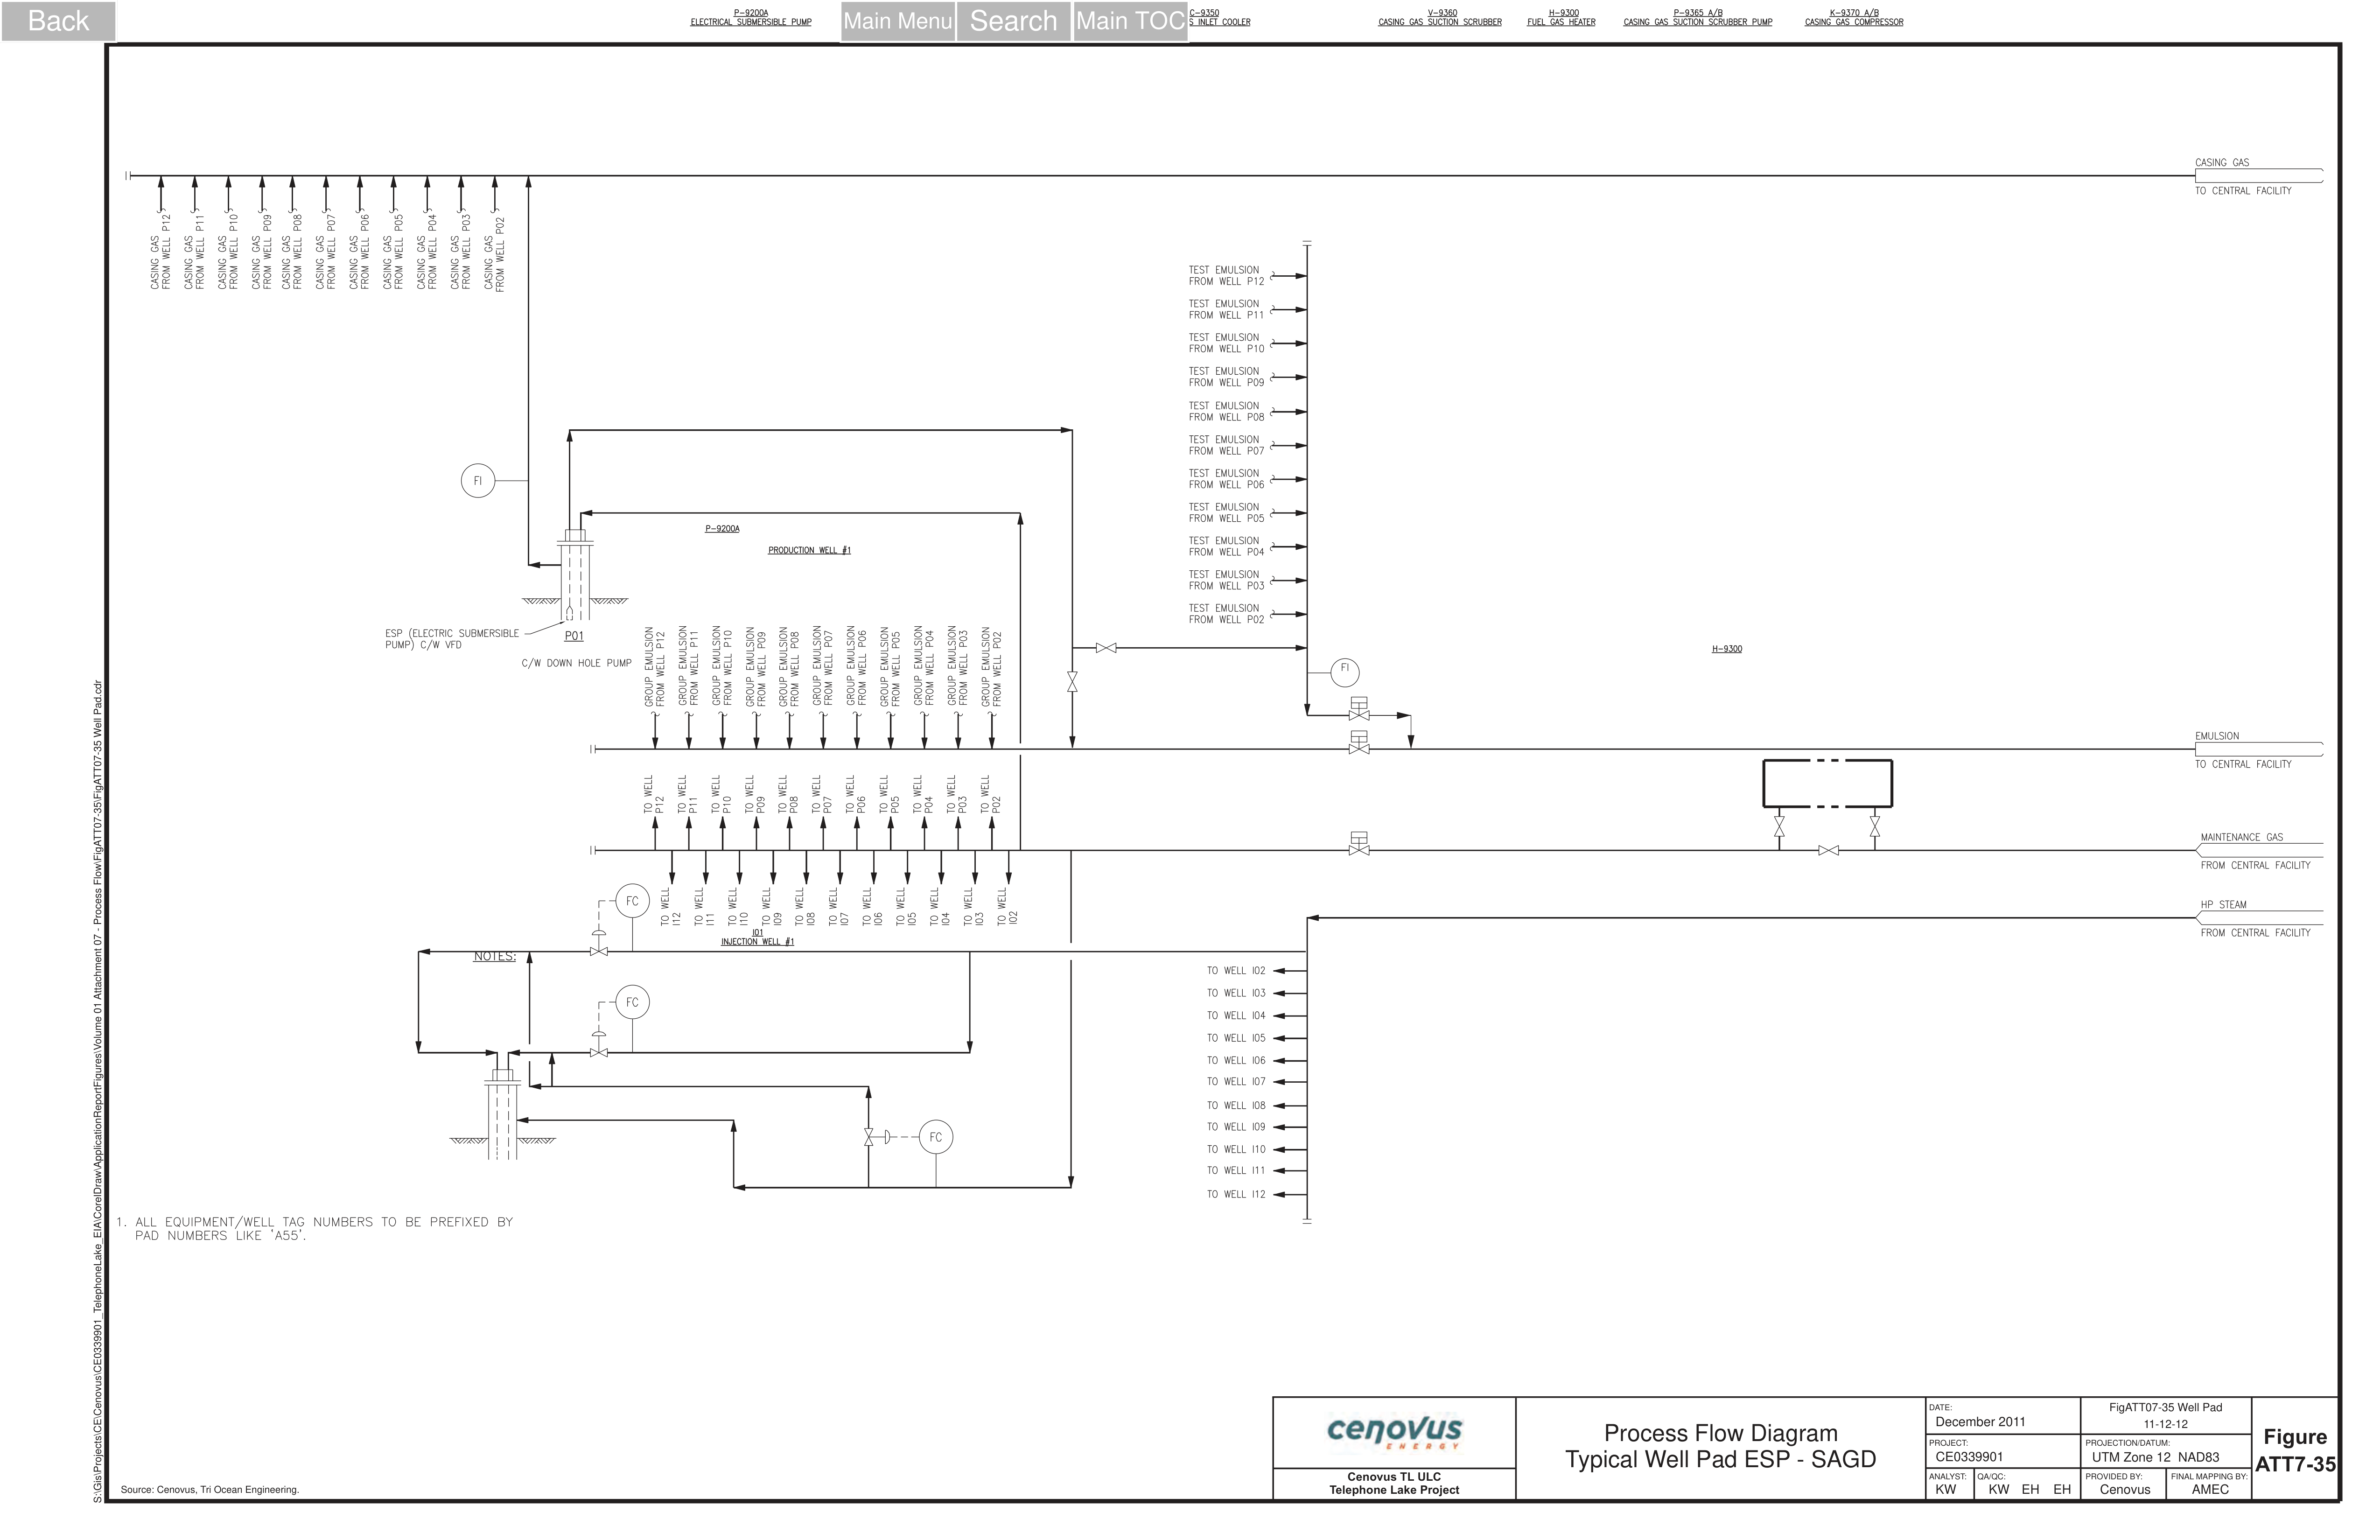 Back
P-9200A
ELECTRICAL SUBMERSIBLE PUMP
Main Menu
Search
Main TOC
C-9350
S INLET COOLER
V-9360
CASING GAS SUCTION SCRUBBER
H-9300
FUEL GAS HEATER
P-9365 A/B
CASING GAS SUCTION SCRUBBER PUMP
K-9370 A/B
CASING GAS COMPRESSOR
CASING GAS
TO CENTRAL FACILITY
CASING GAS
FROM WELL P12
CASING GAS
FROM WELL P11
CASING GAS
FROM WELL P10
CASING GAS
FROM WELL P09
CASING GAS
FROM WELL P08
CASING GAS
FROM WELL P07
CASING GAS
FROM WELL P06
CASING GAS
FROM WELL P05
CASING GAS
FROM WELL P04
CASING GAS
FROM WELL P03
CASING GAS
FROM WELL P02
TEST EMULSION
FROM WELL P12
TEST EMULSION
FROM WELL P11
TEST EMULSION
FROM WELL P10
TEST EMULSION
FROM WELL P09
TEST EMULSION
FROM WELL P08
TEST EMULSION
FROM WELL P07
TEST EMULSION
FROM WELL P06
TEST EMULSION
FROM WELL P05
TEST EMULSION
FROM WELL P04
TEST EMULSION
FROM WELL P03
TEST EMULSION
FROM WELL P02
FI
P-9200A
PRODUCTION WELL #1
ESP (ELECTRIC SUBMERSIBLE
PUMP) C/W VFD
P01
C/W DOWN HOLE PUMP
H-9300
FI
GROUP EMULSION
FROM WELL P12
GROUP EMULSION
FROM WELL P11
GROUP EMULSION
FROM WELL P10
GROUP EMULSION
FROM WELL P09
GROUP EMULSION
FROM WELL P08
GROUP EMULSION
FROM WELL P07
GROUP EMULSION
FROM WELL P06
GROUP EMULSION
FROM WELL P05
GROUP EMULSION
FROM WELL P04
GROUP EMULSION
FROM WELL P03
GROUP EMULSION
FROM WELL P02
EMULSION
TO CENTRAL FACILITY
TO WELL
P12
TO WELL
P11
TO WELL
P10
TO WELL
P09
TO WELL
P08
TO WELL
P07
TO WELL
P06
TO WELL
P05
TO WELL
P04
TO WELL
P03
TO WELL
P02
MAINTENANCE GAS
FROM CENTRAL FACILITY
TO WELL
I12
TO WELL
I11
TO WELL
I10
TO WELL
I09
TO WELL
I08
TO WELL
I07
TO WELL
I06
TO WELL
I05
TO WELL
I04
TO WELL
I03
TO WELL
I02
HP STEAM
FROM CENTRAL FACILITY
FC
I01
INJECTION WELL #1
NOTES:
FC
FC
TO WELL I02
TO WELL I03
TO WELL I04
TO WELL I05
TO WELL I06
TO WELL I07
TO WELL I08
TO WELL I09
TO WELL I10
TO WELL I11
TO WELL I12
1. ALL EQUIPMENT/WELL TAG NUMBERS TO BE PREFIXED BY
PAD NUMBERS LIKE 'A55'.
S:\Gis\Projects\CE\Cenovus\CE0339901_TelephoneLake_EIA\CorelDraw\ApplicationReportFigures\Volume 01 Attachment 07 - Process Flow\FigATT07-35\FigATT07-35 Well Pad.cdr
Source: Cenovus, Tri Ocean Engineering.
cenovus
ENERGY
Cenovus TL ULC
Telephone Lake Project
Process Flow Diagram
Typical Well Pad ESP - SAGD
DATE:
December 2011
FigATT07-35 Well Pad
11-12-12
PROJECT:
CE0339901
PROJECTION/DATUM:
UTM Zone 12 NAD83
ANALYST:
KW
QA/QC:
KW EH EH
PROVIDED BY:
Cenovus
FINAL MAPPING BY:
AMEC
Figure
ATT7-35